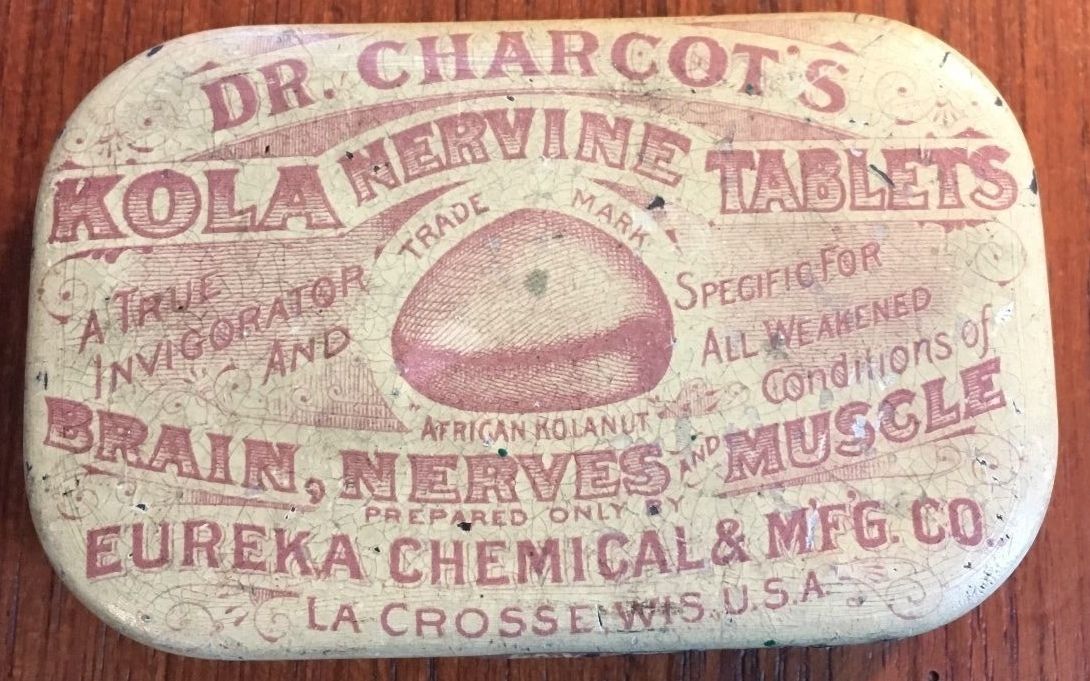 DR. CHARCOT'S
KOLA NERVINE TABLETS
TRADE MARK
A TRUE
INVIGORATOR
AND
SPECIFIC FOR
ALL WEAKENED
Conditions of
"AFRICAN KOLANUT"
BRAIN, NERVES AND MUSCLE
PREPARED ONLY BY
EUREKA CHEMICAL & M'F'G. CO.
LA CROSSE, WIS. U.S.A.